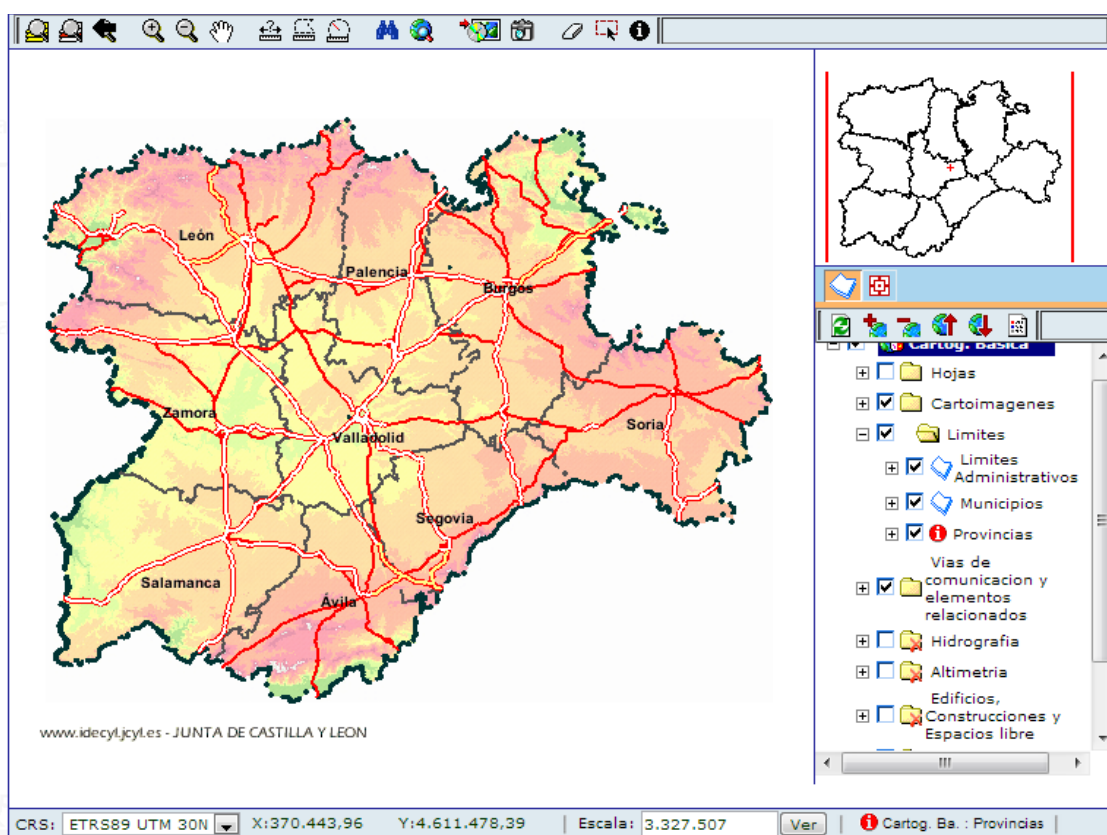 León
Palencia
Burgos
Zamora
Valladolid
Soria
Segovia
Salamanca
Ávila
www.idecyl.jcyl.es - JUNTA DE CASTILLA Y LEON
Cartog. Basica
Hojas
Cartoimagenes
Limites
Limites
Administrativos
Municipios
Provincias
Vias de
comunicacion y
elementos
relacionados
Hidrografia
Altimetria
Edificios,
Construcciones y
Espacios libre
CRS: ETRS89 UTM 30N X:370.443,96 Y:4.611.478,39 | Escala: 3.327.507 Ver | Cartog. Ba. : Provincias |